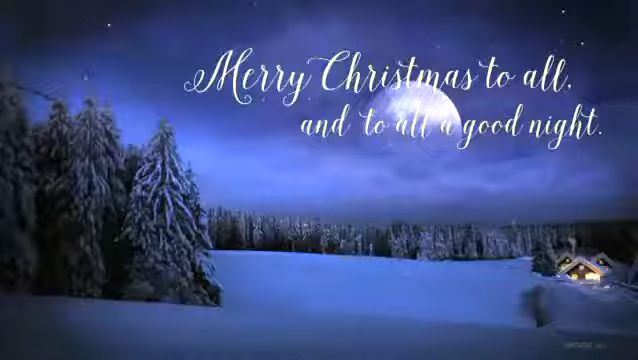 Merry Christmas to all,
and to all a good night.